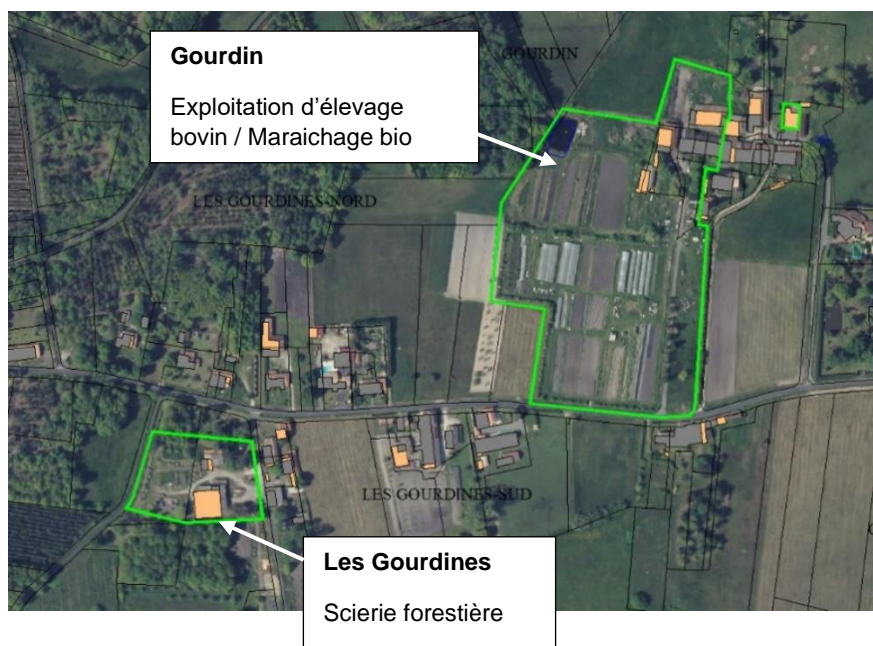 Gourdin
Exploitation d'élevage
bovin / Maraichage bio
GOURDIN
LES GOURDINES-NORD
LES GOURDINES-SUD
Les Gourdines
Scierie forestière